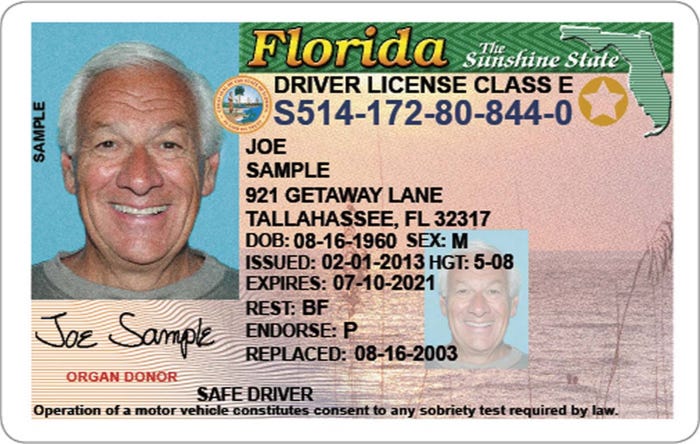 Florida The Sunshine State
SAMPLE
DRIVER LICENSE CLASS E
S514-172-80-844-0
JOE
SAMPLE
921 GETAWAY LANE
TALLAHASSEE, FL 32317
DOB: 08-16-1960 SEX: M
ISSUED: 02-01-2013 HGT: 5-08
EXPIRES: 07-10-2021
REST: BF
ENDORSE: P
REPLACED: 08-16-2003
Joe Sample
ORGAN DONOR
SAFE DRIVER
Operation of a motor vehicle constitutes consent to any sobriety test required by law.